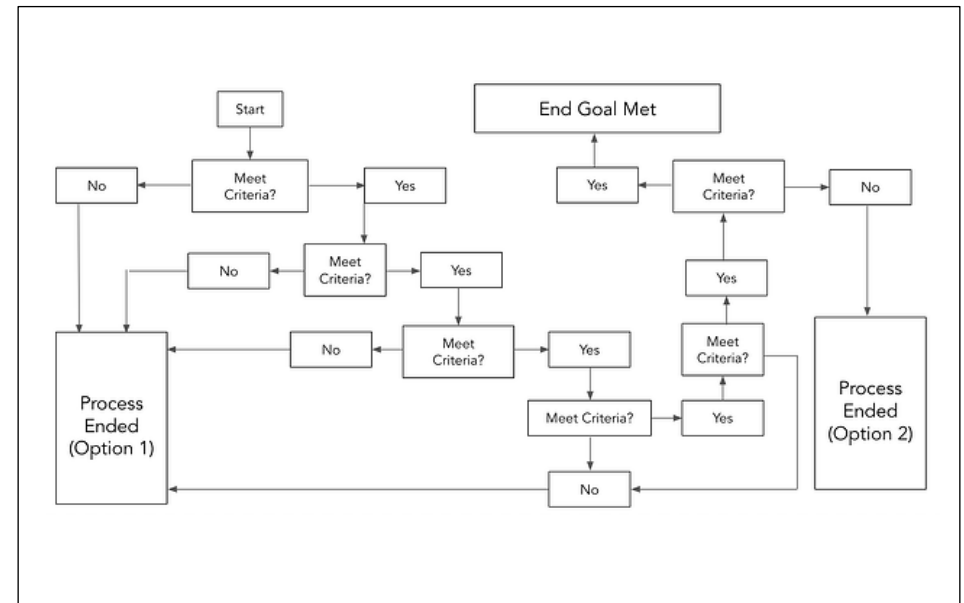 Start
End Goal Met
No
Meet
Criteria?
Yes
Yes
Meet
Criteria?
No
No
Meet
Criteria?
Yes
Yes
No
Meet
Criteria?
Yes
Meet
Criteria?
Process
Ended
(Option 1)
Meet Criteria?
Yes
Process
Ended
(Option 2)
No